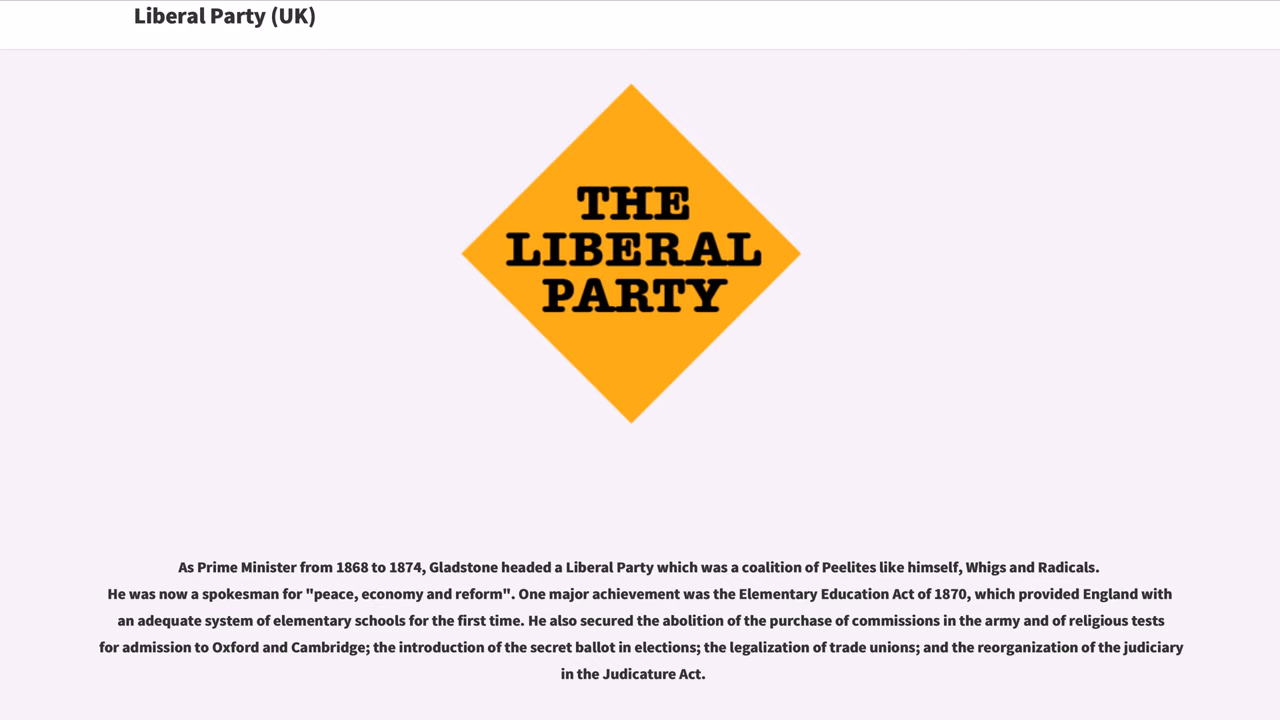 Liberal Party (UK)
THE
LIBERAL
PARTY
As Prime Minister from 1868 to 1874, Gladstone headed a Liberal Party which was a coalition of Peelites like himself, Whigs and Radicals.
He was now a spokesman for "peace, economy and reform". One major achievement was the Elementary Education Act of 1870, which provided England with
an adequate system of elementary schools for the first time. He also secured the abolition of the purchase of commissions in the army and of religious tests
for admission to Oxford and Cambridge; the introduction of the secret ballot in elections; the legalization of trade unions; and the reorganization of the judiciary
in the Judicature Act.